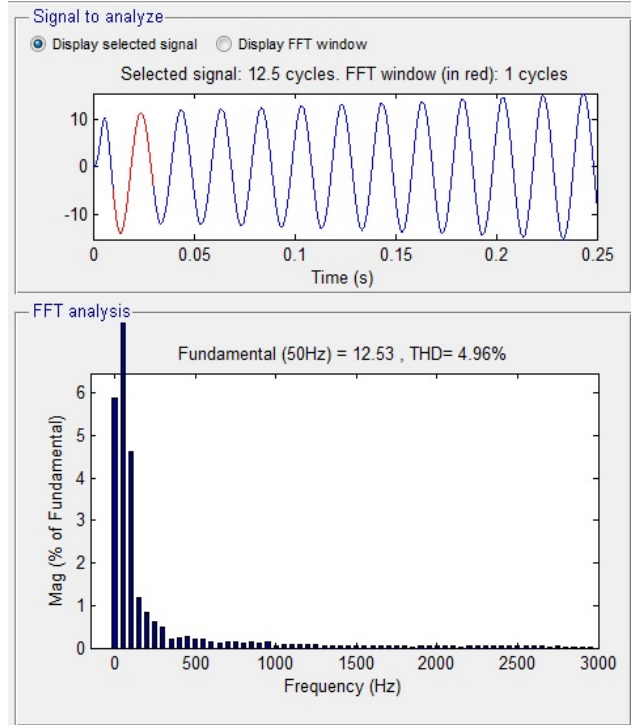 Signal to analyze
Display selected signal Display FFT window
Selected signal: 12.5 cycles. FFT window (in red): 1 cycles
10
0
-10
0 0.05 0.1 0.15 0.2 0.25
Time (s)
FFT analysis
Fundamental (50Hz) = 12.53 , THD= 4.96%
6
5
4
3
2
1
0
Mag (% of Fundamental)
0 500 1000 1500 2000 2500 3000
Frequency (Hz)